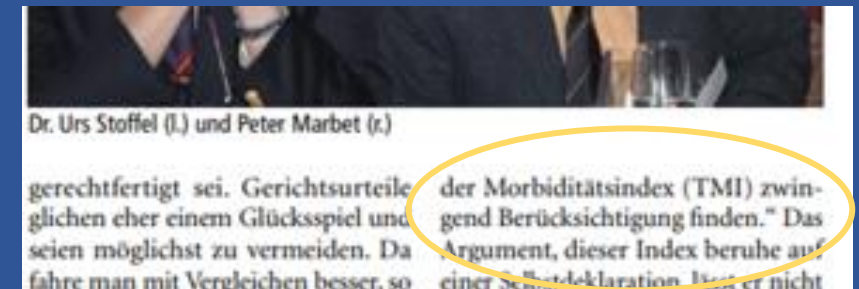 Dr. Urs Stoffel (l.) und Peter Marbet (r.)
gerechtfertigt sei. Gerichtsurteile
glichen eher einem Glücksspiel und
seien möglichst zu vermeiden. Da
fahre man mit Vergleichen besser, so
der Morbiditätsindex (TMI) zwin-
gend Berücksichtigung finden.“ Das
Argument, dieser Index beruhe auf
einer Selbstdeklaration, lässt er nicht